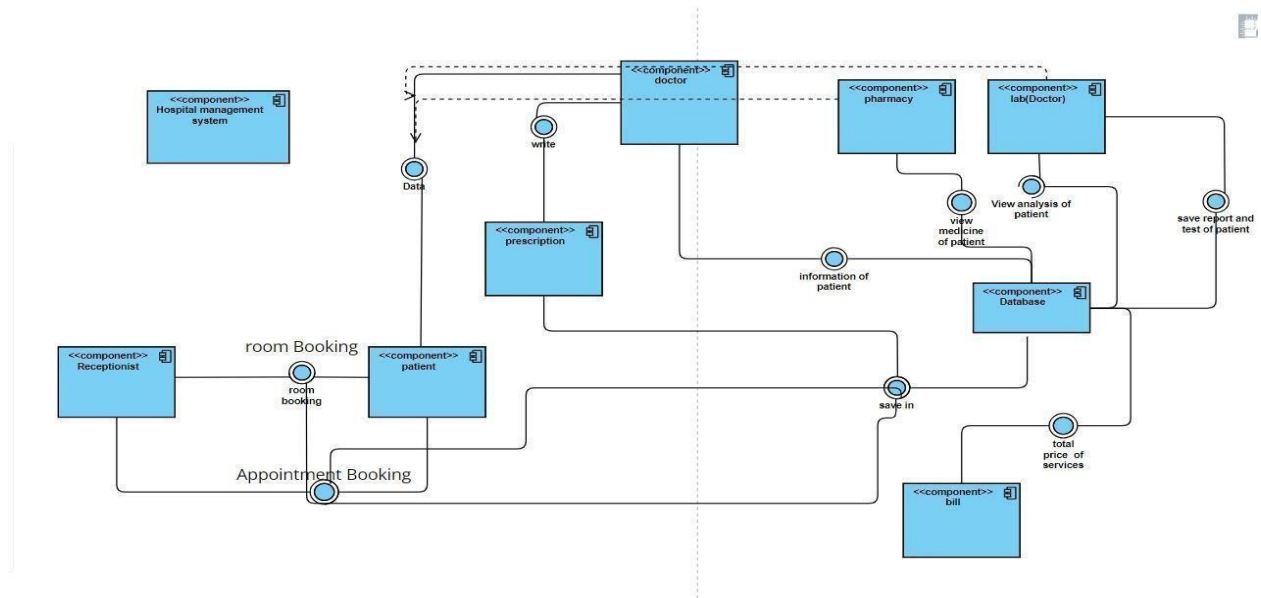 <<component>>
doctor
<<component>>
Hospital management
system
<<component>>
pharmacy
<<component>>
lab(Doctor)
write
Data
View analysis of
patient
view
medicine
of patient
save report and
test of patient
<<component>>
prescription
information of
patient
<<component>>
Database
room Booking
<<component>>
Receptionist
room
booking
<<component>>
patient
save in
total
price of
services
Appointment Booking
<<component>>
bill